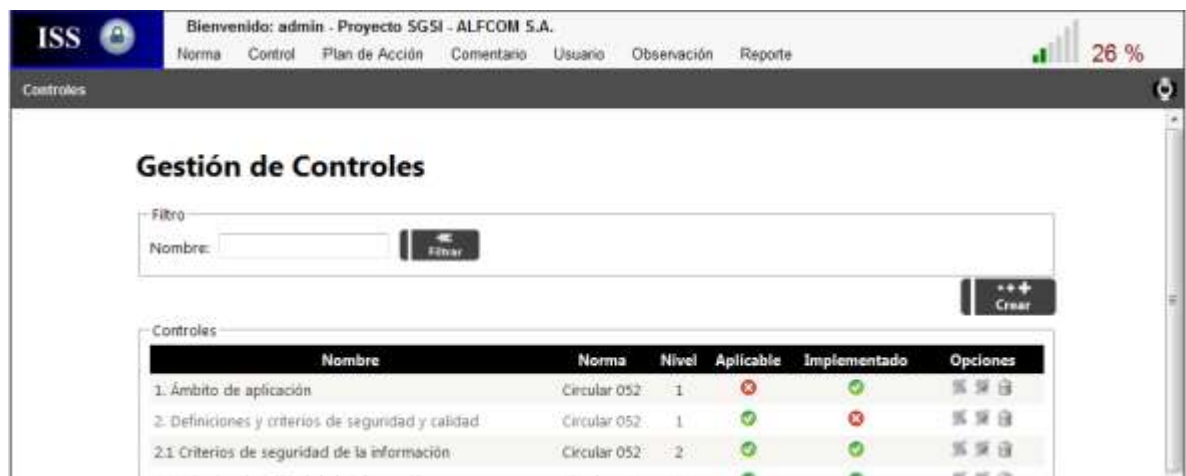 ISS
Bienvenido: admin - Proyecto SGSI - ALFCOM S.A.
Norma Control Plan de Acción Comentario Usuario Observación Reporte
26 %
Controles
Gestión de Controles
Filtro
Nombre:
Filtrar
Crear
Controles
Nombre Norma Nivel Aplicable Implementado Opciones
1. Ámbito de aplicación Circular 052 1
2. Definiciones y criterios de seguridad y calidad Circular 052 1
2.1 Criterios de seguridad de la información Circular 052 2